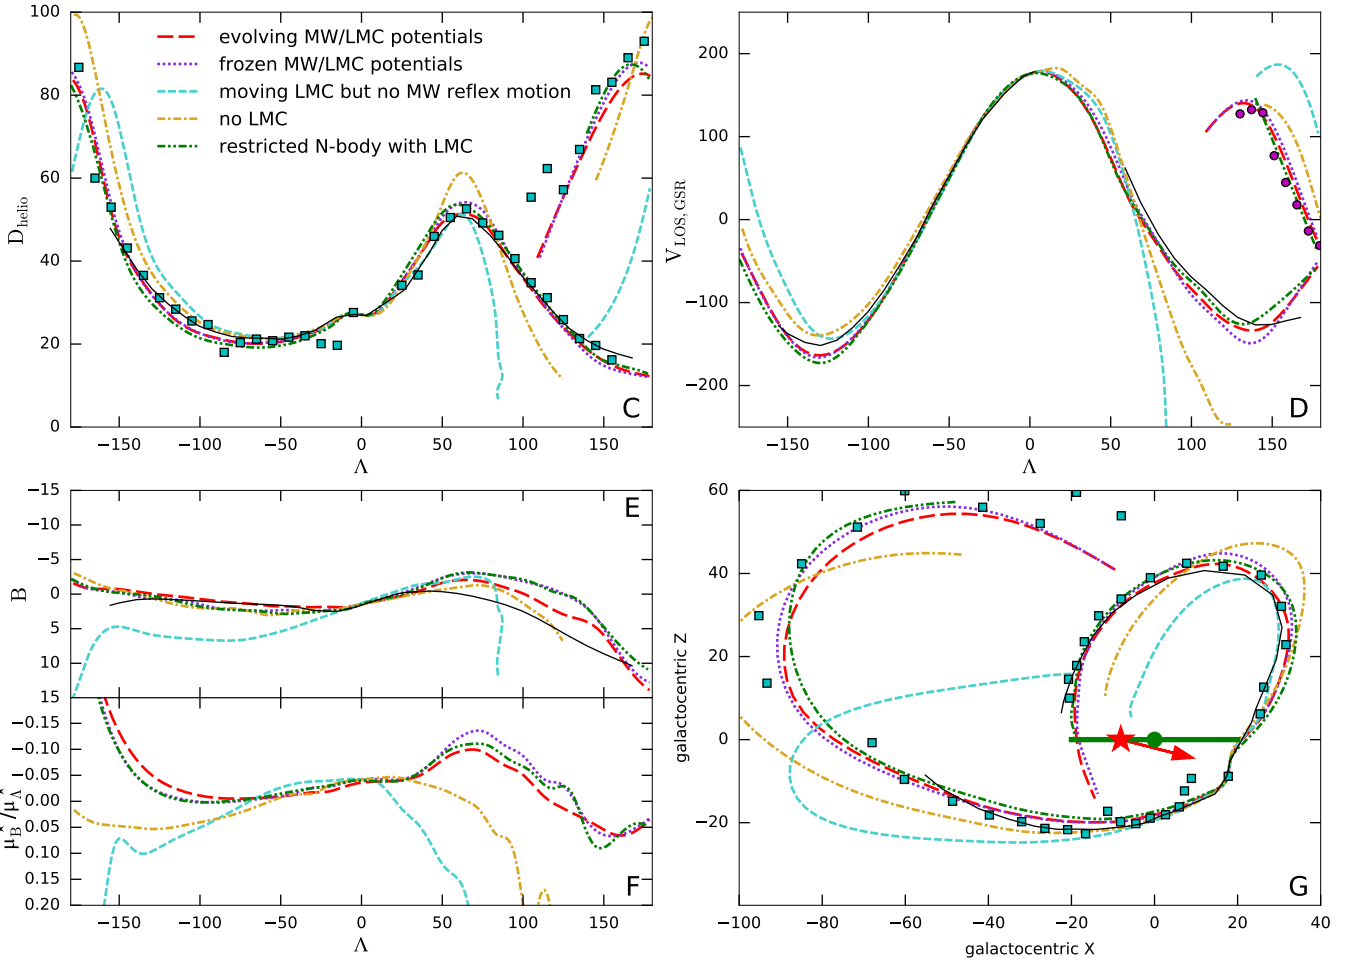 100
80
60
40
20
0
D_helio
evolving MW/LMC potentials
frozen MW/LMC potentials
moving LMC but no MW reflex motion
no LMC
restricted N-body with LMC
C
−150 −100 −50 0 50 100 150
Λ
200
100
0
−100
−200
V_LOS, GSR
D
−150 −100 −50 0 50 100 150
Λ
−15
−10
−5
0
5
10
15
B
E
-0.15
-0.10
-0.05
0.00
0.05
0.10
0.15
0.20
μ_B*/μ_Λ*
F
−150 −100 −50 0 50 100 150
Λ
60
40
20
0
−20
−40
galactocentric Z
G
−100 −80 −60 −40 −20 0 20 40
galactocentric X